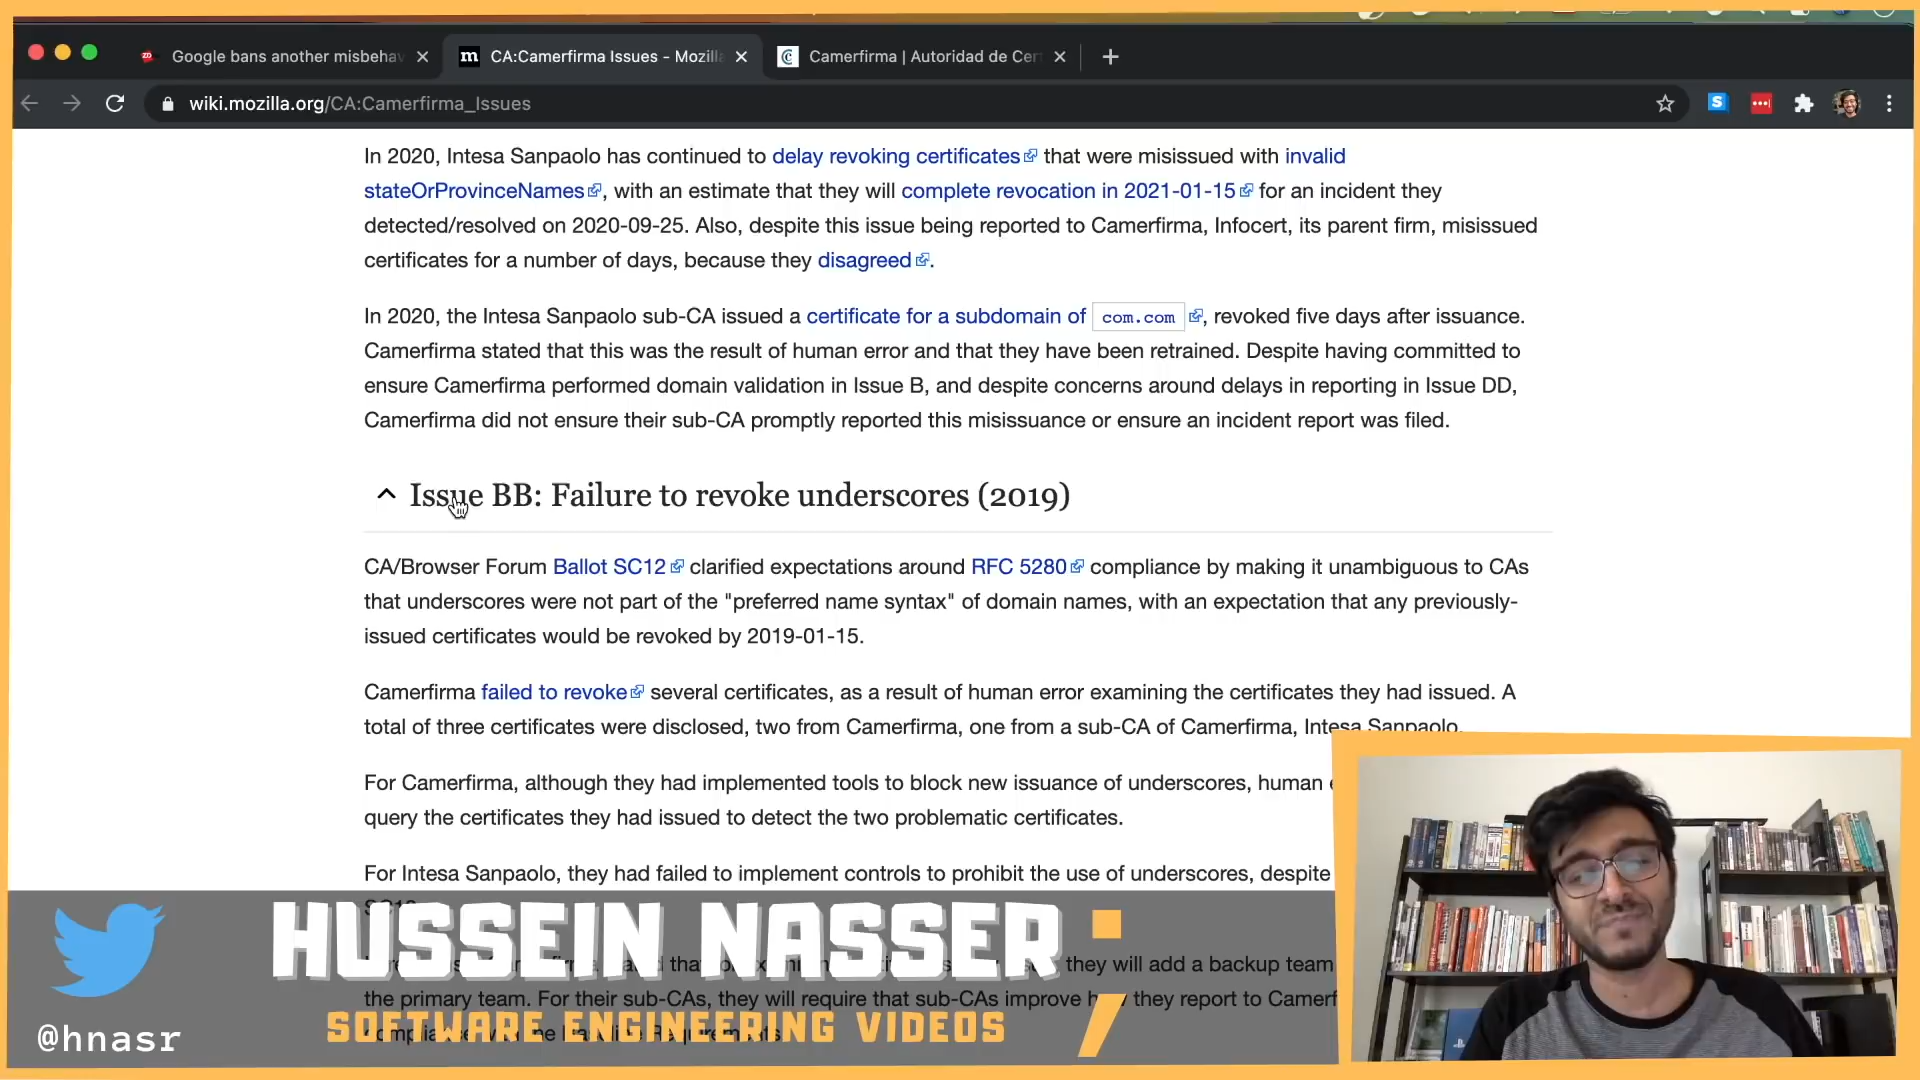 Google bans another misbehav
CA:Camerfirma Issues - Mozill
Camerfirma | Autoridad de Cer
wiki.mozilla.org/CA:Camerfirma_Issues
In 2020, Intesa Sanpaolo has continued to delay revoking certificates that were misissued with invalid
stateOrProvinceNames, with an estimate that they will complete revocation in 2021-01-15 for an incident they
detected/resolved on 2020-09-25. Also, despite this issue being reported to Camerfirma, Infocert, its parent firm, misissued
certificates for a number of days, because they disagreed.
In 2020, the Intesa Sanpaolo sub-CA issued a certificate for a subdomain of com.com, revoked five days after issuance.
Camerfirma stated that this was the result of human error and that they have been retrained. Despite having committed to
ensure Camerfirma performed domain validation in Issue B, and despite concerns around delays in reporting in Issue DD,
Camerfirma did not ensure their sub-CA promptly reported this misissuance or ensure an incident report was filed.
Issue BB: Failure to revoke underscores (2019)
CA/Browser Forum Ballot SC12 clarified expectations around RFC 5280 compliance by making it unambiguous to CAs
that underscores were not part of the "preferred name syntax" of domain names, with an expectation that any previously-
issued certificates would be revoked by 2019-01-15.
Camerfirma failed to revoke several certificates, as a result of human error examining the certificates they had issued. A
total of three certificates were disclosed, two from Camerfirma, one from a sub-CA of Camerfirma, Intesa Sanpaolo.
For Camerfirma, although they had implemented tools to block new issuance of underscores, human
query the certificates they had issued to detect the two problematic certificates.
For Intesa Sanpaolo, they had failed to implement controls to prohibit the use of underscores, despite
HUSSEIN NASSER ;
they will add a backup team
the primary team. For their sub-CAs, they will require that sub-CAs improve they report to
SOFTWARE ENGINEERING VIDEOS
@hnasr